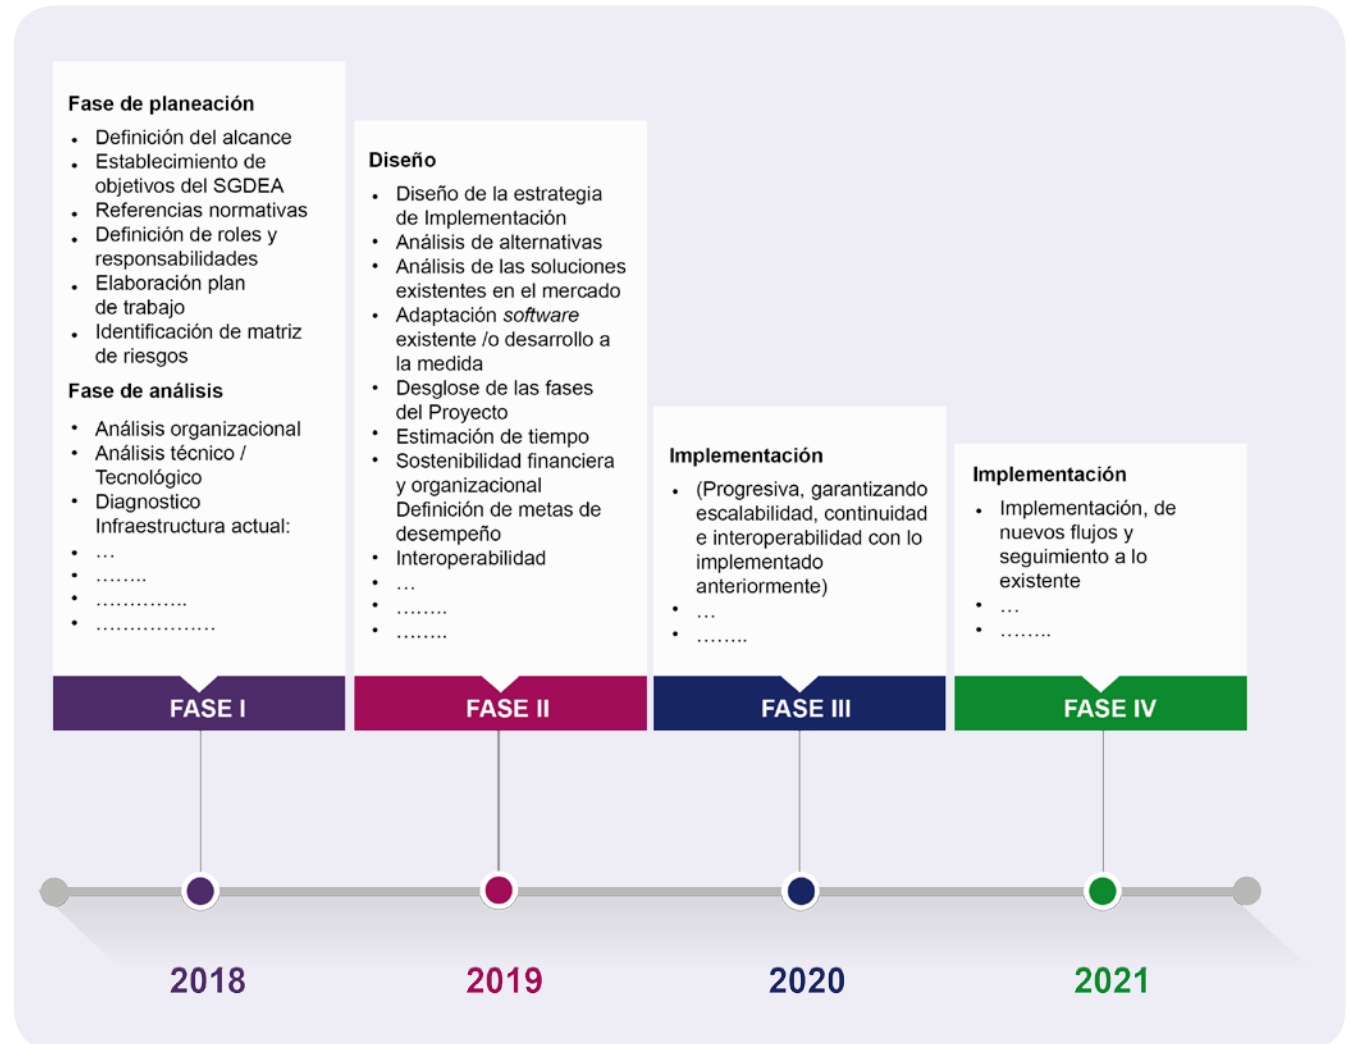 Fase de planeación
• Definición del alcance
• Establecimiento de
objetivos del SGDEA
• Referencias normativas
• Definición de roles y
responsabilidades
• Elaboración plan
de trabajo
• Identificación de matriz
de riesgos
Fase de análisis
• Análisis organizacional
• Análisis técnico /
Tecnológico
• Diagnostico
Infraestructura actual:
• …
• ........
• ..............
• ...................
FASE I
Diseño
• Diseño de la estrategia
de Implementación
• Análisis de alternativas
• Análisis de las soluciones
existentes en el mercado
• Adaptación software
existente /o desarrollo a
la medida
• Desglose de las fases
del Proyecto
• Estimación de tiempo
• Sostenibilidad financiera
y organizacional
Definición de metas de
desempeño
• Interoperabilidad
• …
• ........
• ........
FASE II
Implementación
• (Progresiva, garantizando
escalabilidad, continuidad
e interoperabilidad con lo
implementado
anteriormente)
• …
• ........
FASE III
Implementación
• Implementación, de
nuevos flujos y
seguimiento a lo
existente
• …
• ........
FASE IV
2018
2019
2020
2021